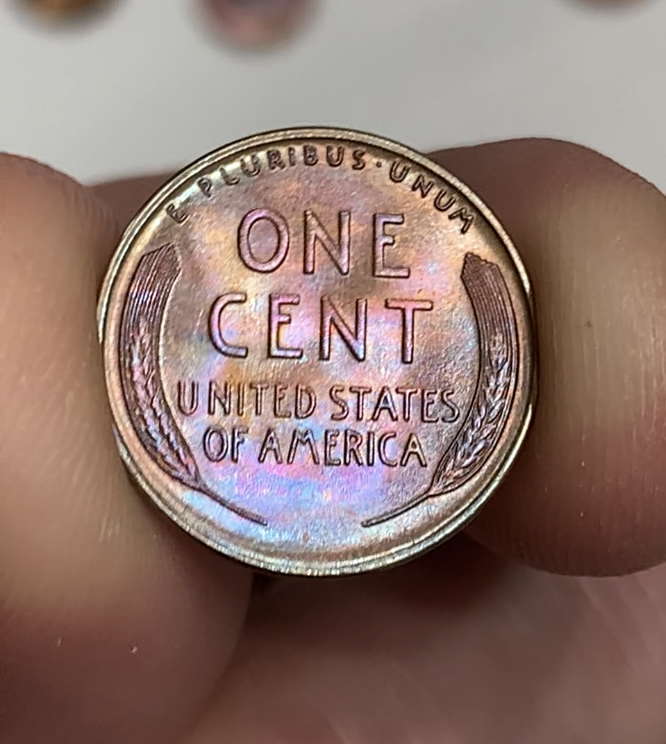 E PLURIBUS·UNUM
ONE
CENT
UNITED STATES
OF AMERICA